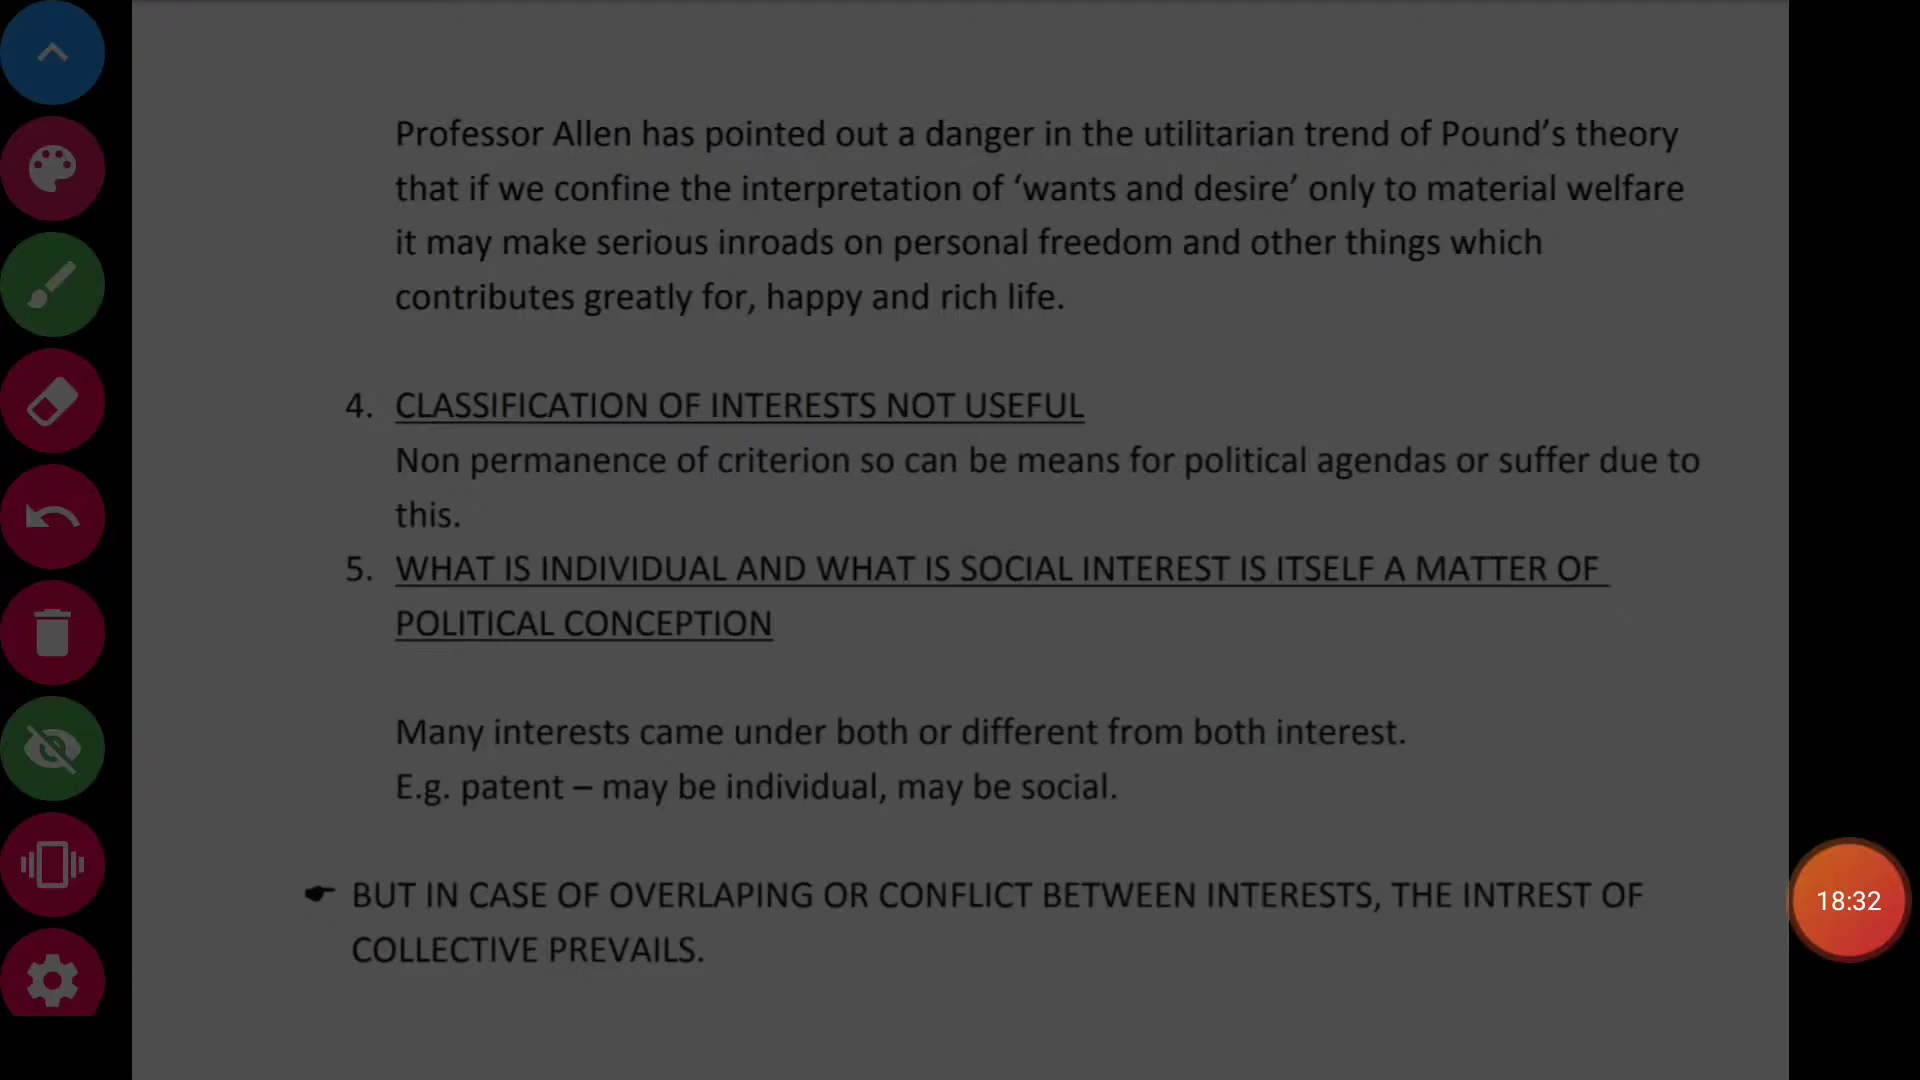 Professor Allen has pointed out a danger in the utilitarian trend of Pound’s theory
that if we confine the interpretation of ‘wants and desire’ only to material welfare
it may make serious inroads on personal freedom and other things which
contributes greatly for, happy and rich life.
4. CLASSIFICATION OF INTERESTS NOT USEFUL
Non permanence of criterion so can be means for political agendas or suffer due to
this.
5. WHAT IS INDIVIDUAL AND WHAT IS SOCIAL INTEREST IS ITSELF A MATTER OF
POLITICAL CONCEPTION
Many interests came under both or different from both interest.
E.g. patent – may be individual, may be social.
BUT IN CASE OF OVERLAPING OR CONFLICT BETWEEN INTERESTS, THE INTREST OF
COLLECTIVE PREVAILS.
18:32